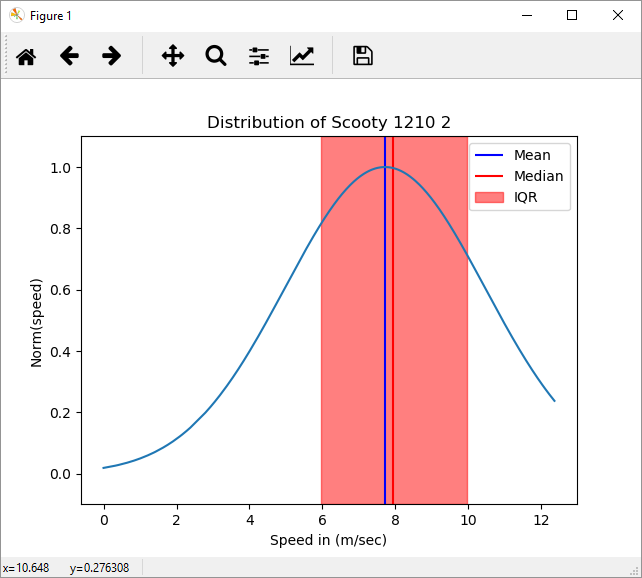 Figure 1
Distribution of Scooty 1210 2
Mean
Median
IQR
1.0
0.8
0.6
0.4
0.2
0.0
Norm(speed)
0 2 4 6 8 10 12
Speed in (m/sec)
x=10.648 y=0.276308